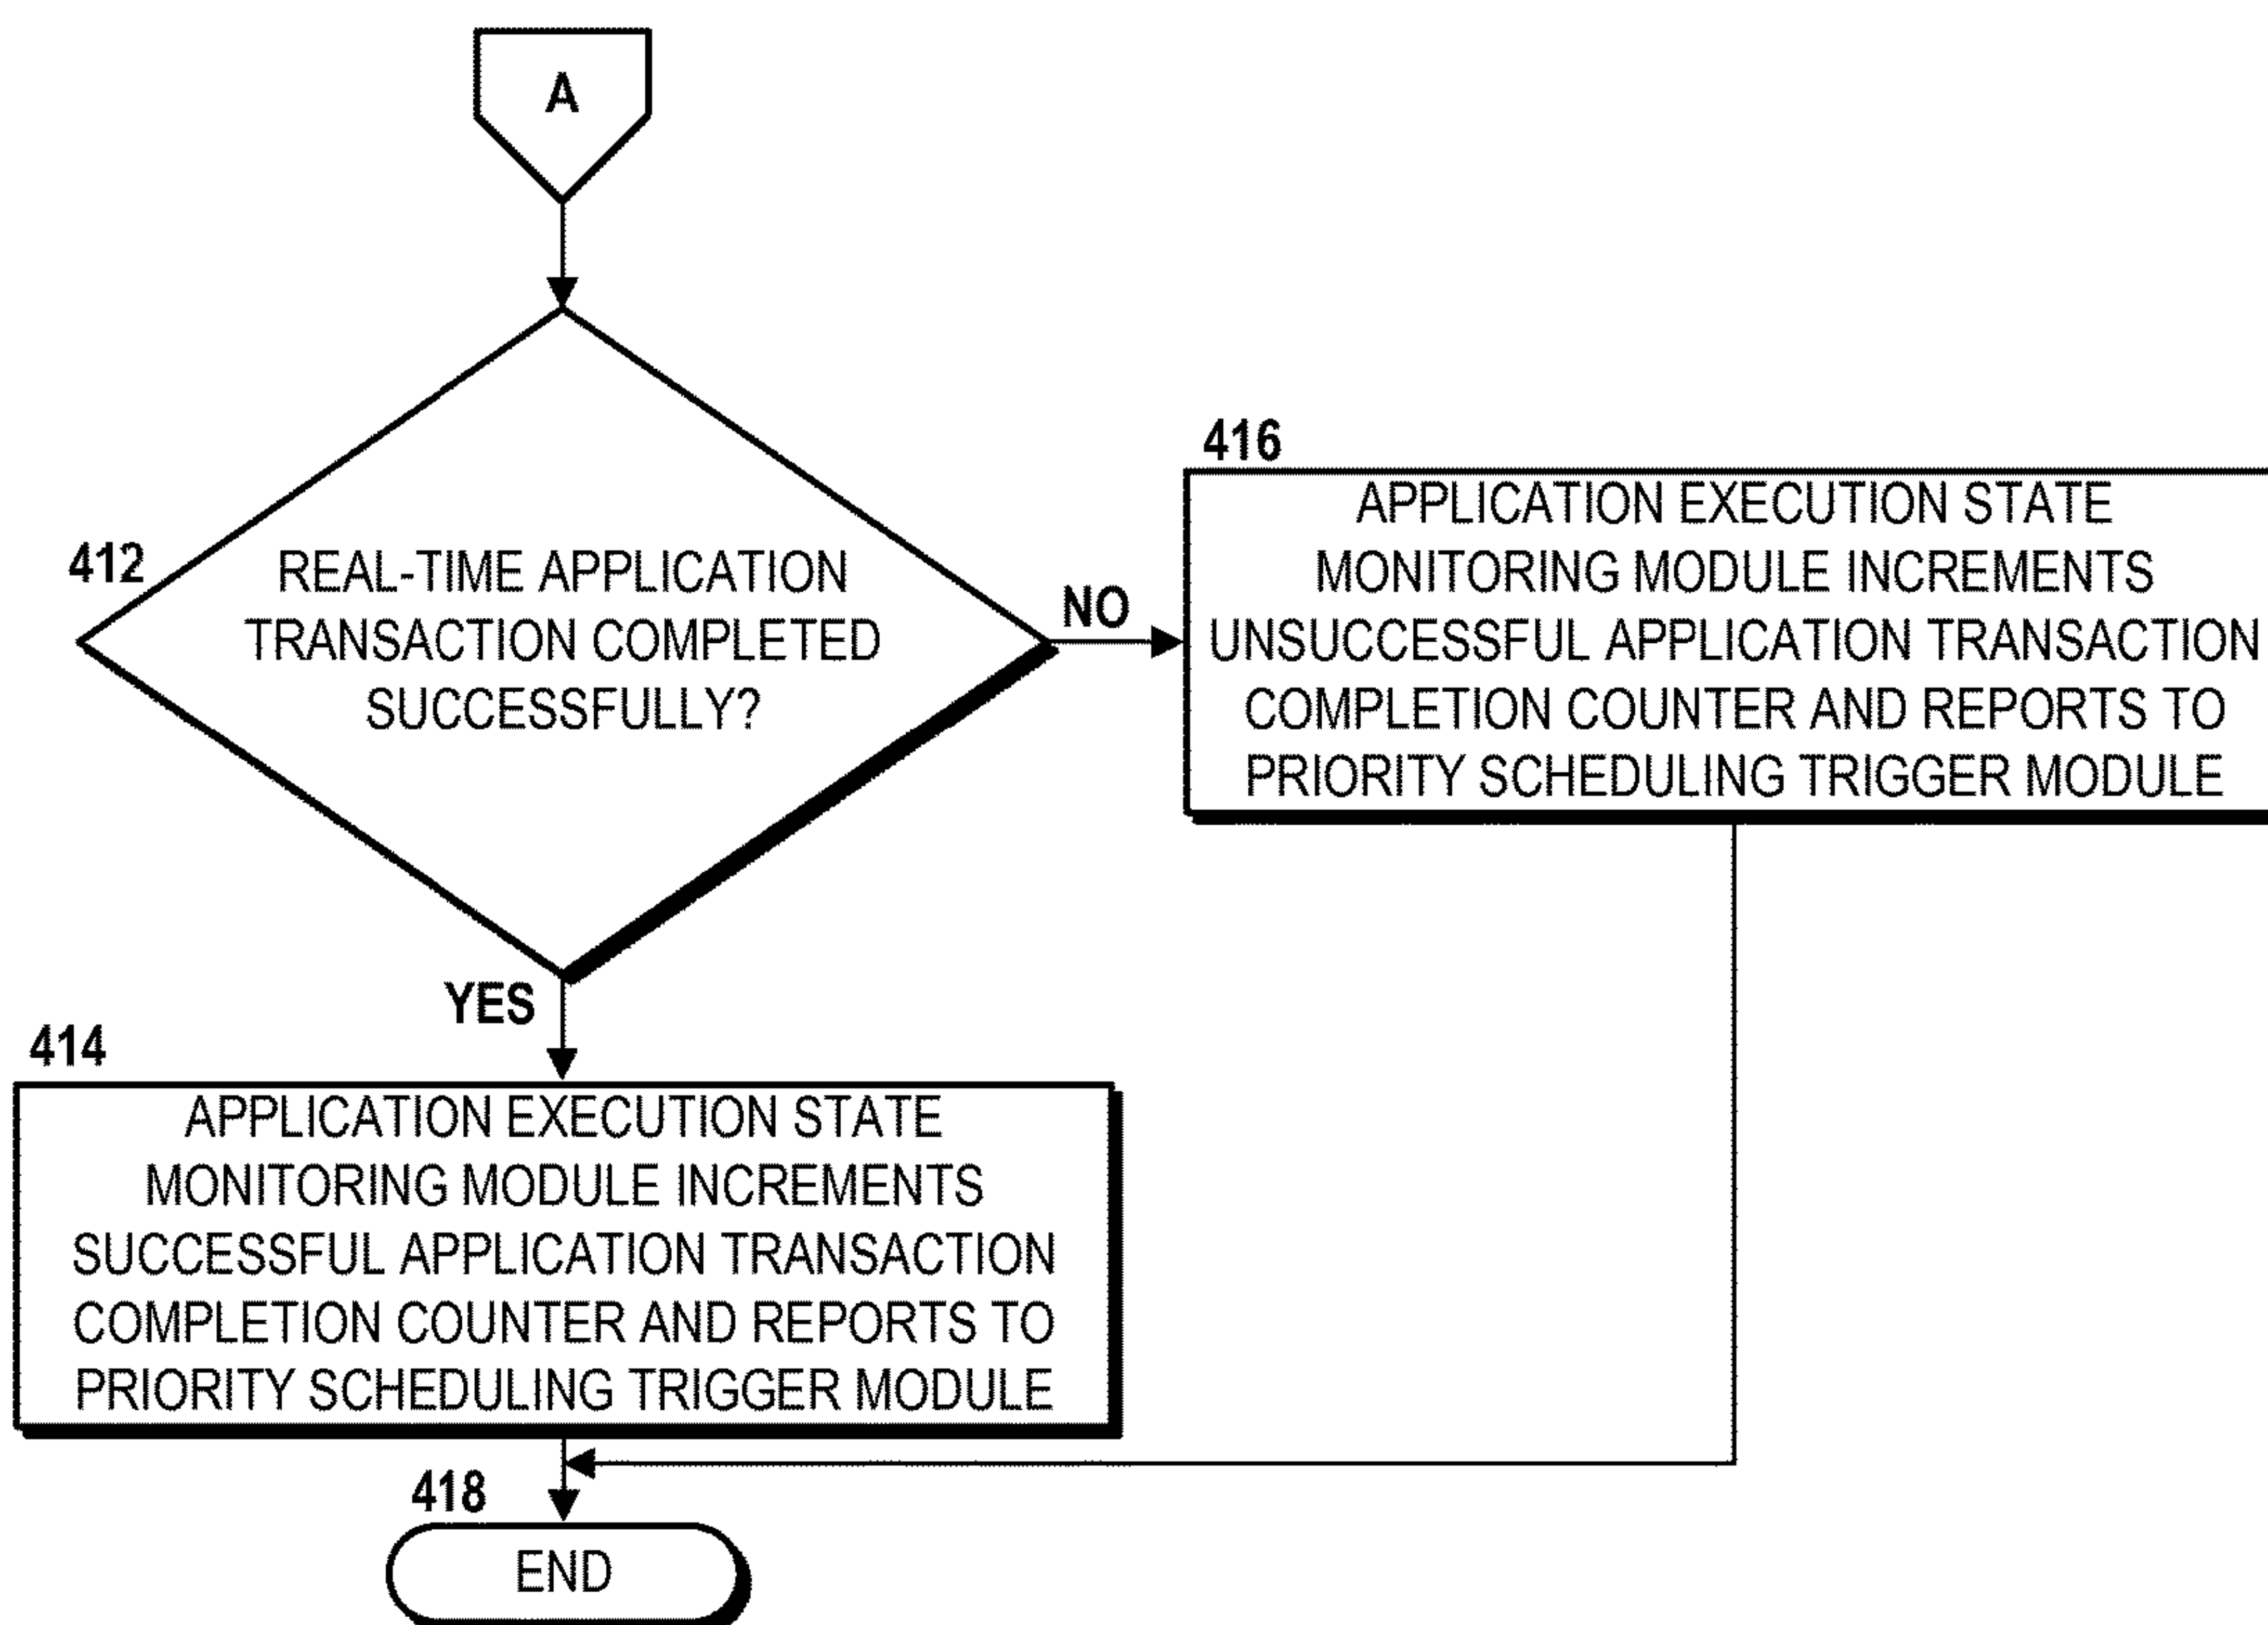 A
412
REAL-TIME APPLICATION
TRANSACTION COMPLETED
SUCCESSFULLY?
NO
416
APPLICATION EXECUTION STATE
MONITORING MODULE INCREMENTS
UNSUCCESSFUL APPLICATION TRANSACTION
COMPLETION COUNTER AND REPORTS TO
PRIORITY SCHEDULING TRIGGER MODULE
YES
414
APPLICATION EXECUTION STATE
MONITORING MODULE INCREMENTS
SUCCESSFUL APPLICATION TRANSACTION
COMPLETION COUNTER AND REPORTS TO
PRIORITY SCHEDULING TRIGGER MODULE
418
END